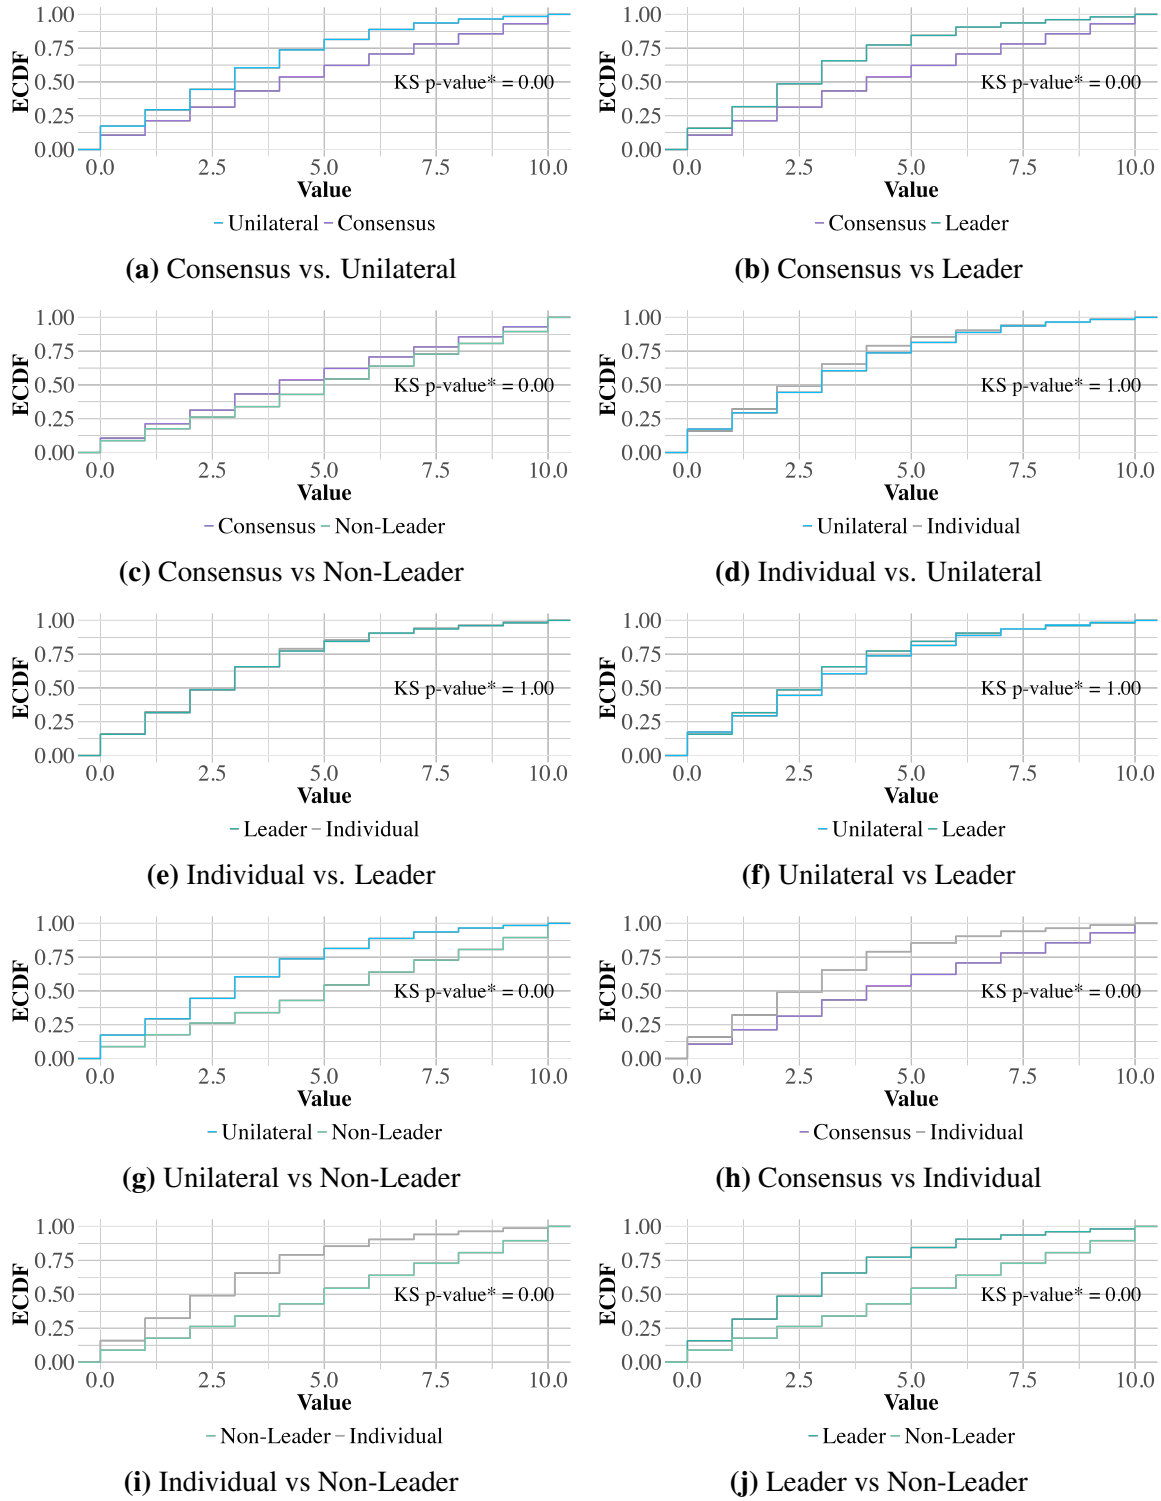 1.00
0.75
0.50
0.25
0.00
ECDF
KS p-value* = 0.00
0.0 2.5 5.0 7.5 10.0
Value
Unilateral Consensus
(a) Consensus vs. Unilateral
1.00
0.75
0.50
0.25
0.00
ECDF
KS p-value* = 0.00
0.0 2.5 5.0 7.5 10.0
Value
Consensus Leader
(b) Consensus vs Leader
1.00
0.75
0.50
0.25
0.00
ECDF
KS p-value* = 0.00
0.0 2.5 5.0 7.5 10.0
Value
Consensus Non-Leader
(c) Consensus vs Non-Leader
1.00
0.75
0.50
0.25
0.00
ECDF
KS p-value* = 1.00
0.0 2.5 5.0 7.5 10.0
Value
Unilateral Individual
(d) Individual vs. Unilateral
1.00
0.75
0.50
0.25
0.00
ECDF
KS p-value* = 1.00
0.0 2.5 5.0 7.5 10.0
Value
Leader Individual
(e) Individual vs. Leader
1.00
0.75
0.50
0.25
0.00
ECDF
KS p-value* = 1.00
0.0 2.5 5.0 7.5 10.0
Value
Unilateral Leader
(f) Unilateral vs Leader
1.00
0.75
0.50
0.25
0.00
ECDF
KS p-value* = 0.00
0.0 2.5 5.0 7.5 10.0
Value
Unilateral Non-Leader
(g) Unilateral vs Non-Leader
1.00
0.75
0.50
0.25
0.00
ECDF
KS p-value* = 0.00
0.0 2.5 5.0 7.5 10.0
Value
Consensus Individual
(h) Consensus vs Individual
1.00
0.75
0.50
0.25
0.00
ECDF
KS p-value* = 0.00
0.0 2.5 5.0 7.5 10.0
Value
Non-Leader Individual
(i) Individual vs Non-Leader
1.00
0.75
0.50
0.25
0.00
ECDF
KS p-value* = 0.00
0.0 2.5 5.0 7.5 10.0
Value
Leader Non-Leader
(j) Leader vs Non-Leader